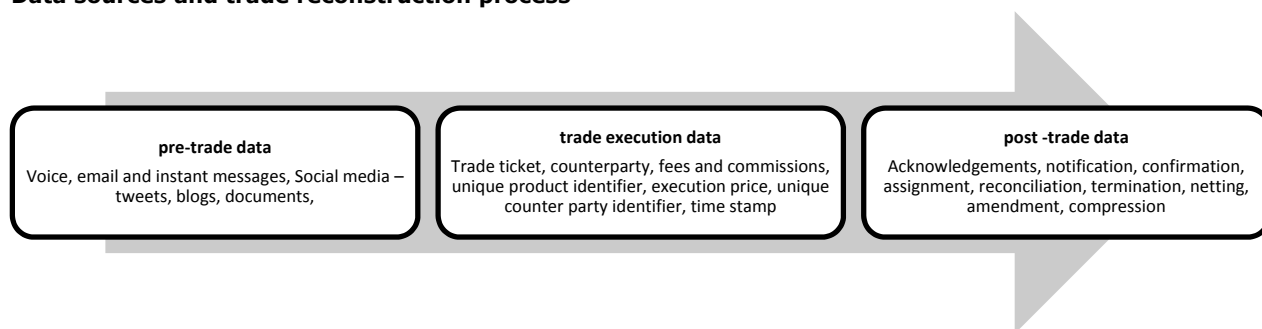 Data sources and trade reconstruction process
pre-trade data
Voice, email and instant messages, Social media –
tweets, blogs, documents,
trade execution data
Trade ticket, counterparty, fees and commissions,
unique product identifier, execution price, unique
counter party identifier, time stamp
post -trade data
Acknowledgements, notification, confirmation,
assignment, reconciliation, termination, netting,
amendment, compression